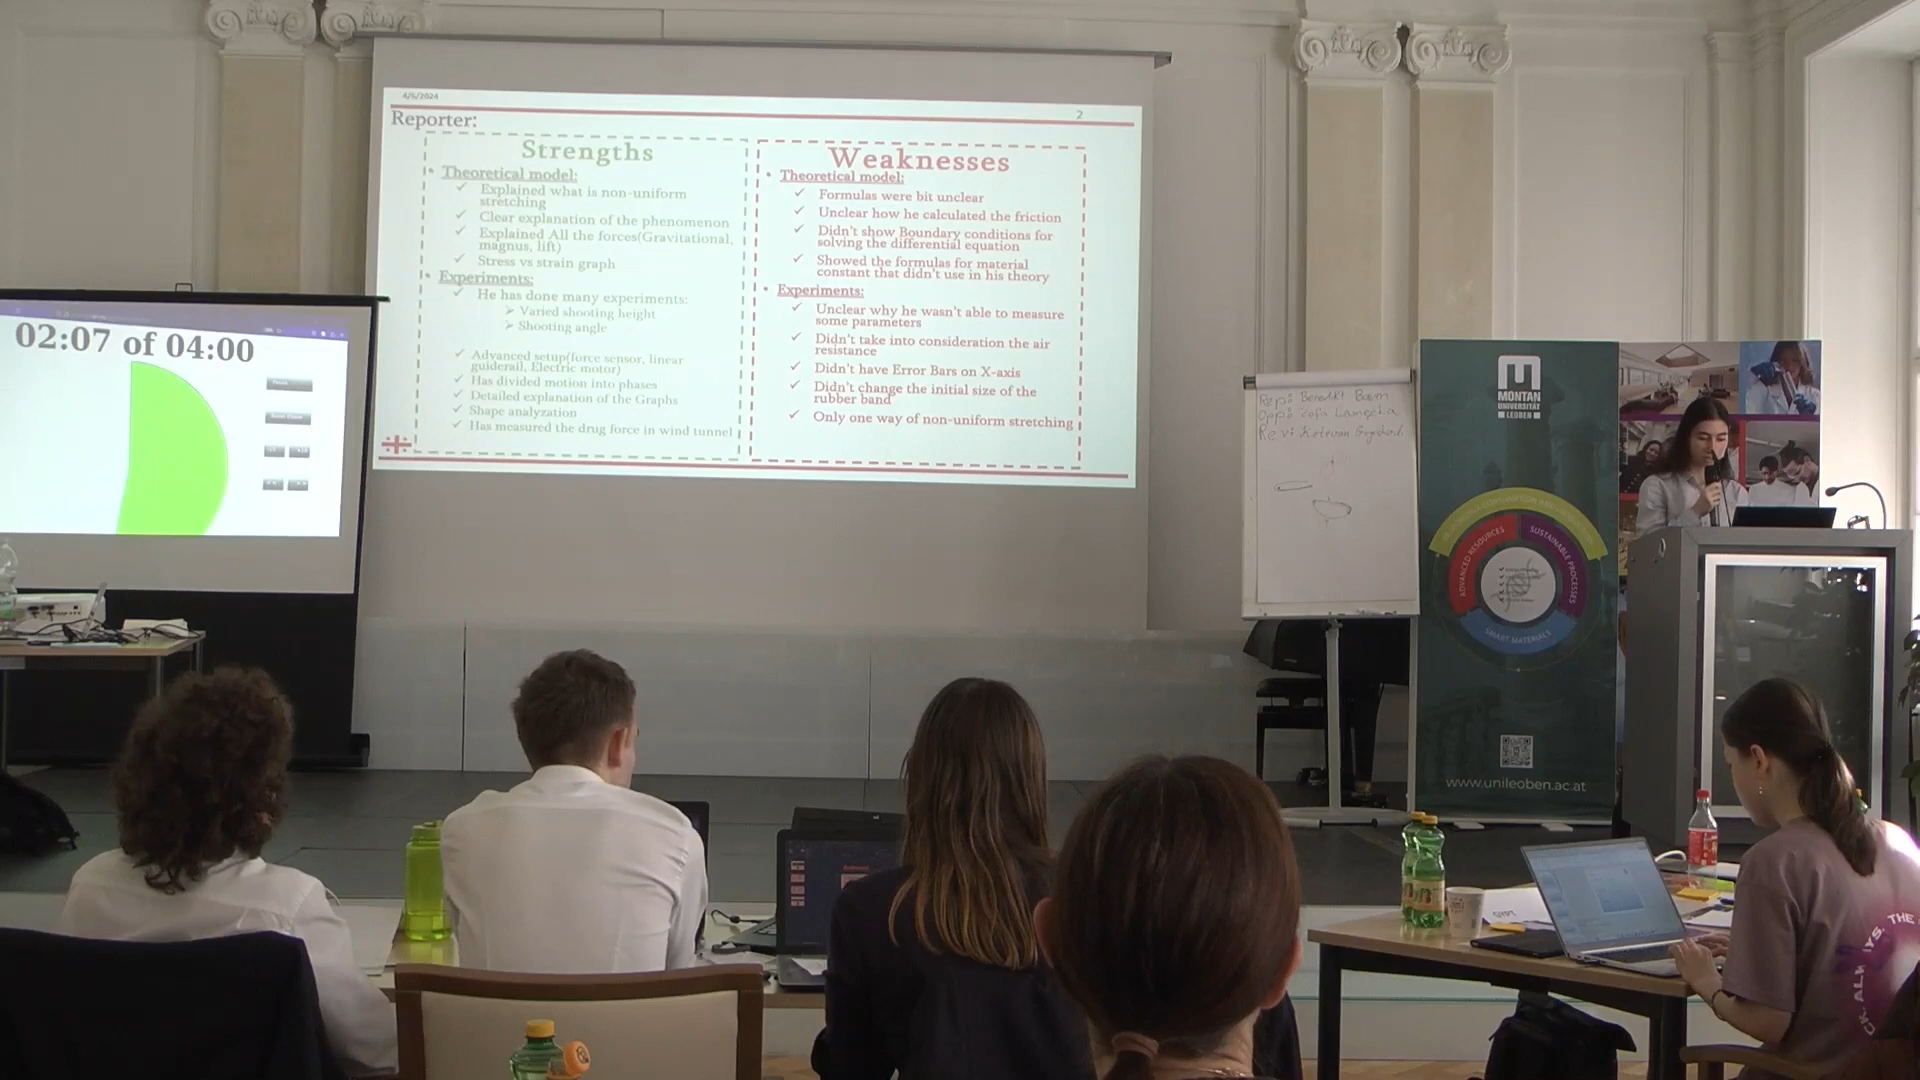 4/6/2024
2
Reporter:
Strengths
Theoretical model:
Explained what is non-uniform
stretching
Clear explanation of the phenomenon
Explained All the forces(Gravitational,
magnus, lift)
Stress vs strain graph
Experiments:
He has done many experiments:
Varied shooting height
Shooting angle
Advanced setup(force sensor, linear
guiderail, Electric motor)
Has divided motion into phases
Detailed explanation of the Graphs
Shape analyzation
Has measured the drug force in wind tunnel
Weaknesses
Theoretical model:
Formulas were bit unclear
Unclear how he calculated the friction
Didn't show Boundary conditions for
solving the differential equation
Showed the formulas for material
constant that didn't use in his theory
Experiments:
Unclear why he wasn't able to measure
some parameters
Didn't take into consideration the air
resistance
Didn't have Error Bars on X-axis
Didn't change the initial size of the
rubber band
Only one way of non-uniform stretching
02:07 of 04:00
Rep: Benedikt
Opp:
Rev:
MONTAN
UNIVERSITÄT
LEOBEN
ADVANCED RESOURCES
SUSTAINABLE PROCESSES
SMART MATERIALS
www.unileoben.ac.at
THE